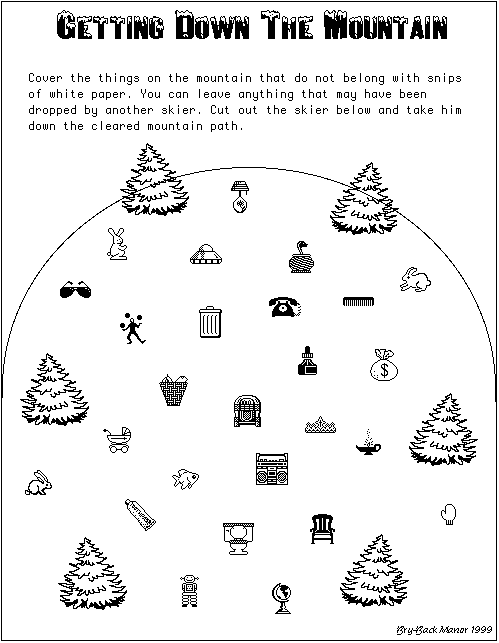 Getting Down The Mountain
Cover the things on the mountain that do not belong with snips
of white paper. You can leave anything that may have been
dropped by another skier. Cut out the skier below and take him
down the cleared mountain path.
$
Bry-Back Manor 1999